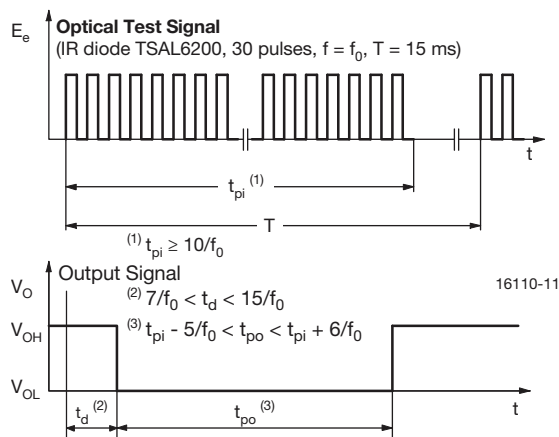 E_e
Optical Test Signal
(IR diode TSAL6200, 30 pulses, f = f_0, T = 15 ms)
t
t_pi (1)
T
(1) t_pi ≥ 10/f_0
V_O
Output Signal
16110-11
(2) 7/f_0 < t_d < 15/f_0
V_OH
(3) t_pi - 5/f_0 < t_po < t_pi + 6/f_0
V_OL
t
t_d (2)
t_po (3)